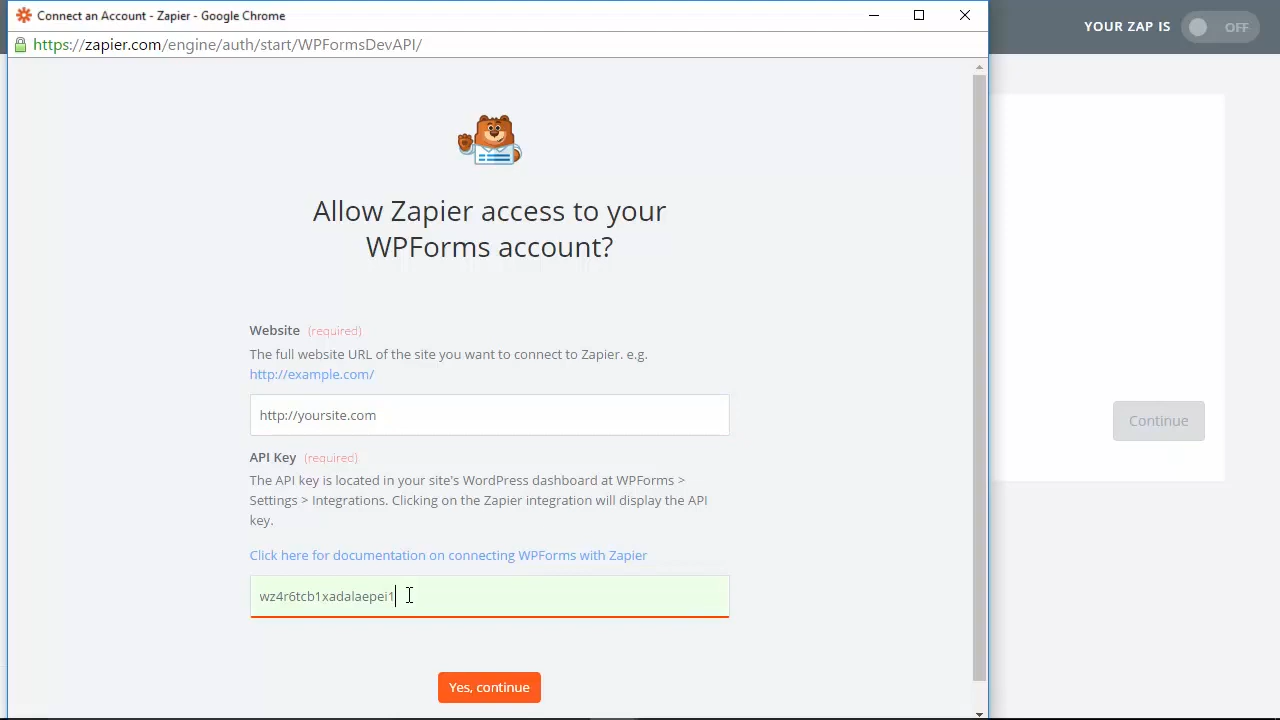 Connect an Account - Zapier - Google Chrome
https://zapier.com/engine/auth/start/WPFormsDevAPI/
YOUR ZAP IS OFF
Allow Zapier access to your
WPForms account?
Website (required)
The full website URL of the site you want to connect to Zapier. e.g.
http://example.com/
http://yoursite.com
API Key (required)
The API key is located in your site's WordPress dashboard at WPForms >
Settings > Integrations. Clicking on the Zapier integration will display the API
key.
Click here for documentation on connecting WPForms with Zapier
wz4r6tcb1xadalaepei1
Yes, continue
Continue